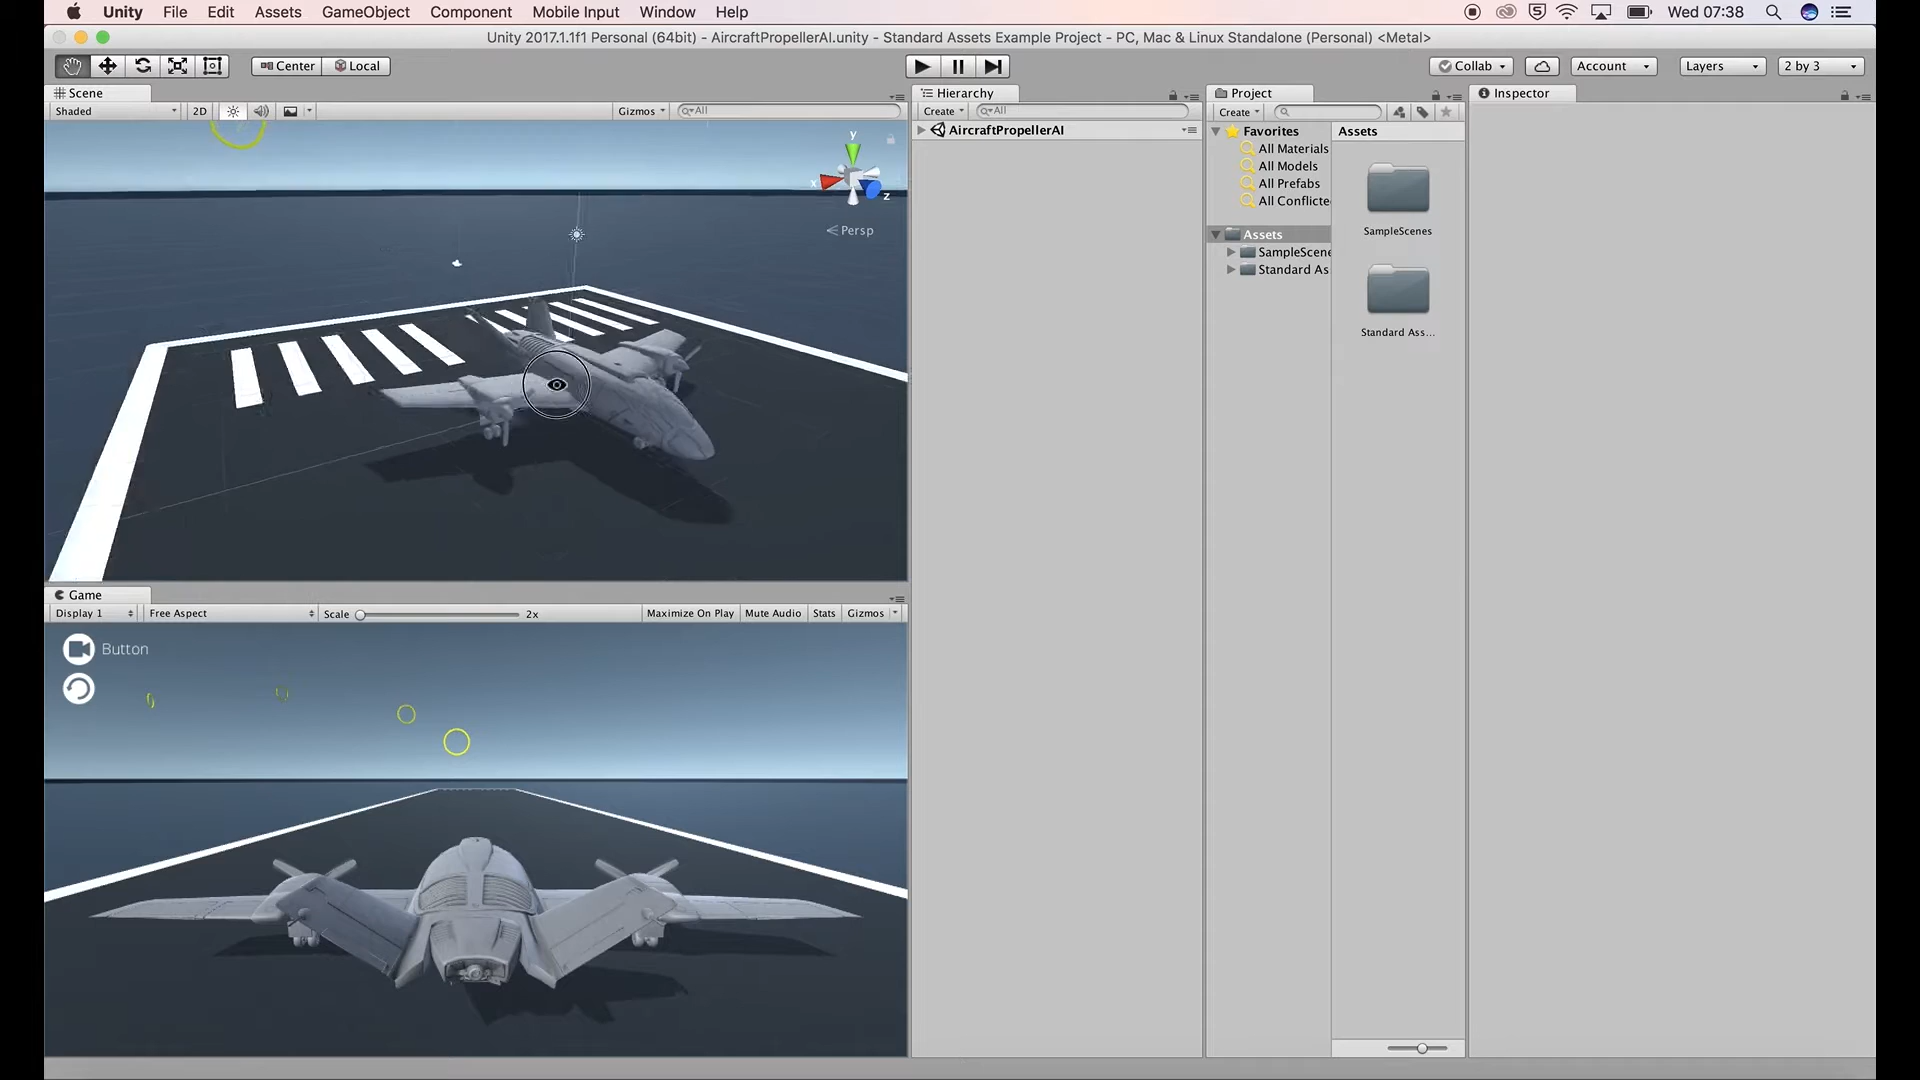 Unity File Edit Assets GameObject Component Mobile Input Window Help 5 Wed 07:38
Unity 2017.1.1f1 Personal (64bit) - AircraftPropellerAI.unity - Standard Assets Example Project - PC, Mac & Linux Standalone (Personal) <Metal>
Center Local Collab Account Layers 2 by 3
Scene
Shaded 2D Gizmos All
y
x
z
Persp
Game
Display 1 Free Aspect Scale 2x Maximize On Play Mute Audio Stats Gizmos
Button
Hierarchy
Create All
AircraftPropellerAI
Project
Create
Favorites
All Materials
All Models
All Prefabs
All Conflicte
Assets
SampleScene
Standard As
Assets
SampleScenes
Standard Ass...
Inspector